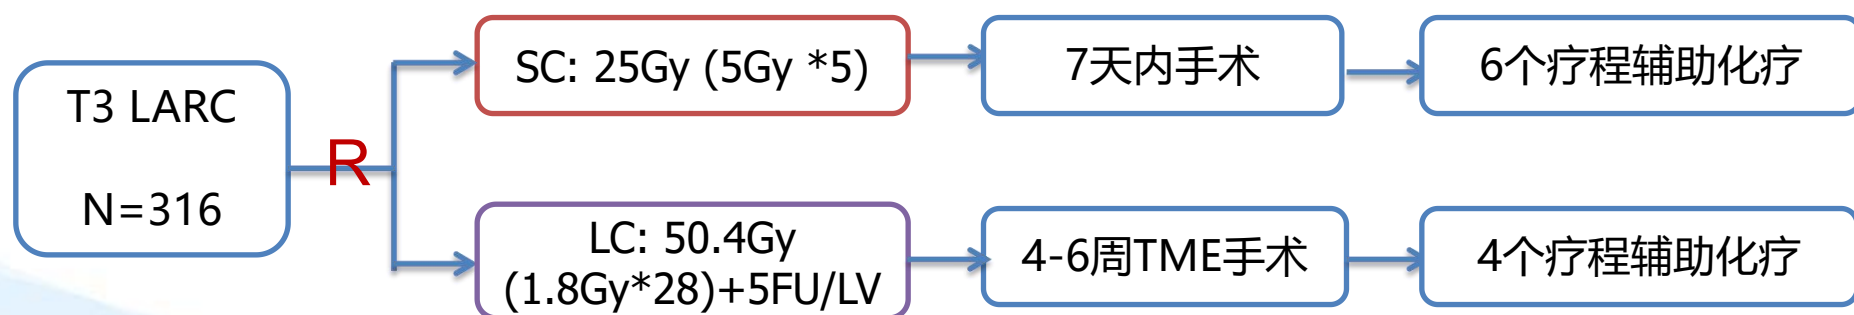 T3 LARC
N=316
R
SC: 25Gy (5Gy *5)
7天内手术
6个疗程辅助化疗
LC: 50.4Gy
(1.8Gy*28)+5FU/LV
4-6周TME手术
4个疗程辅助化疗